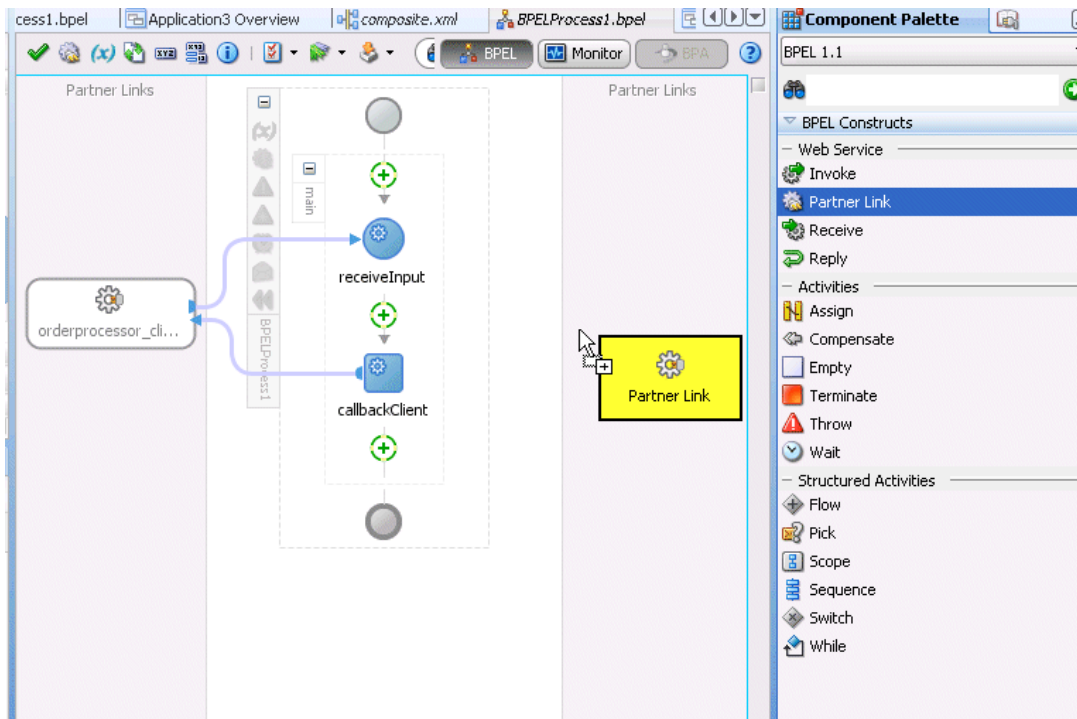 cess1.bpel Application3 Overview composite.xml BPELProcess1.bpel
BPEL Monitor BPA
Partner Links
Partner Links
main
receiveInput
orderprocessor_cli...
BPELProcess1
callbackClient
Partner Link
Component Palette
BPEL 1.1
BPEL Constructs
Web Service
Invoke
Partner Link
Receive
Reply
Activities
Assign
Compensate
Empty
Terminate
Throw
Wait
Structured Activities
Flow
Pick
Scope
Sequence
Switch
While